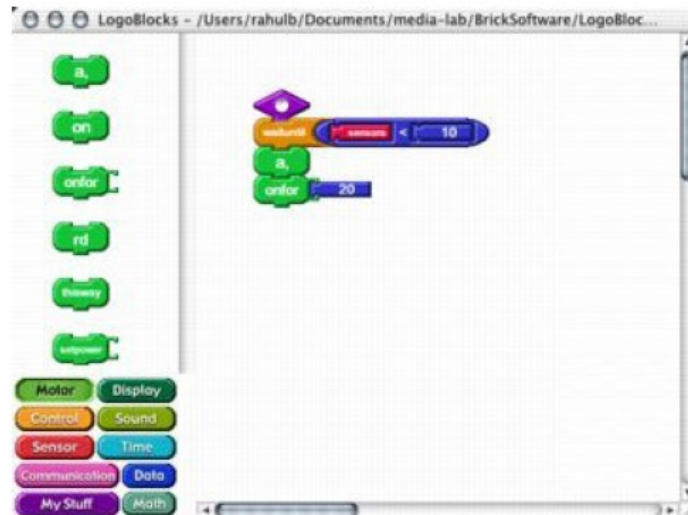 LogoBlocks – /Users/rahulb/Documents/media-lab/BrickSoftware/LogoBloc...
a,
on
onfor
rd
thisway
setpower
waituntil sensora < 10
a,
onfor 20
Motor Display
Control Sound
Sensor Time
Communication Data
My Stuff Math